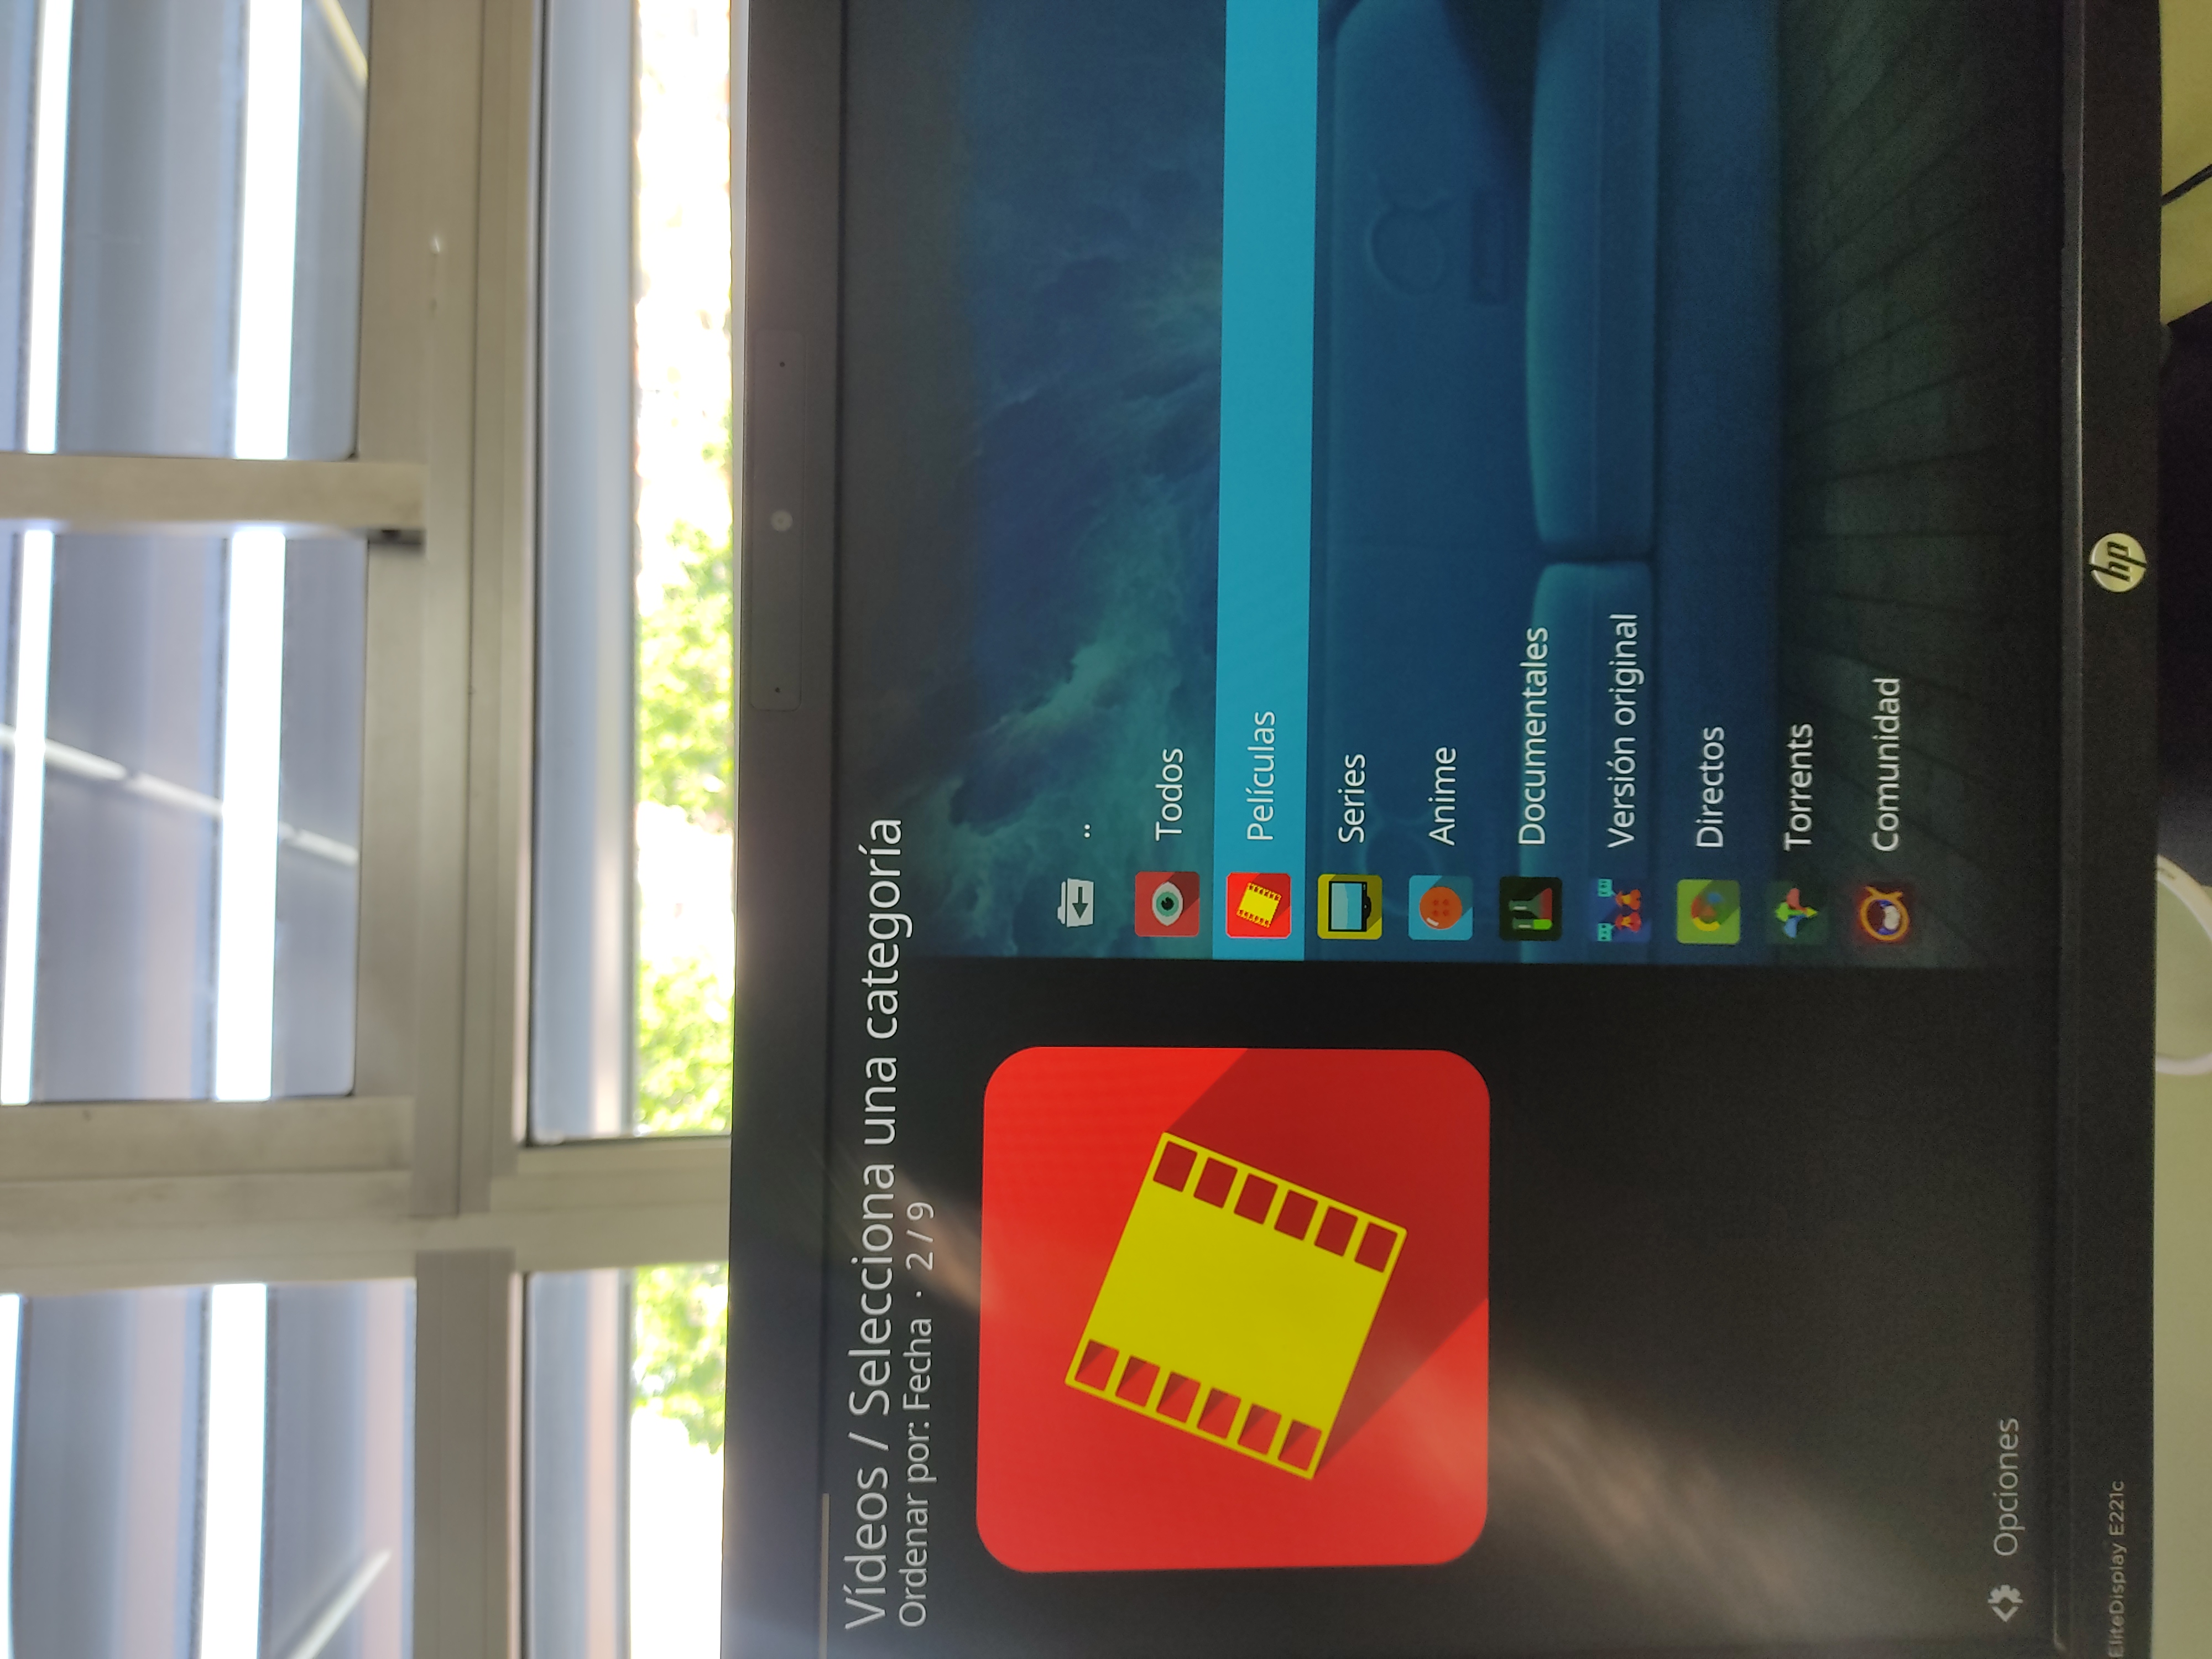 Vídeos / Selecciona una categoría
Ordenar por: Fecha · 2 / 9
..
Todos
Películas
Series
Anime
Documentales
Versión original
Directos
Torrents
Comunidad
Opciones
EliteDisplay E221c
hp